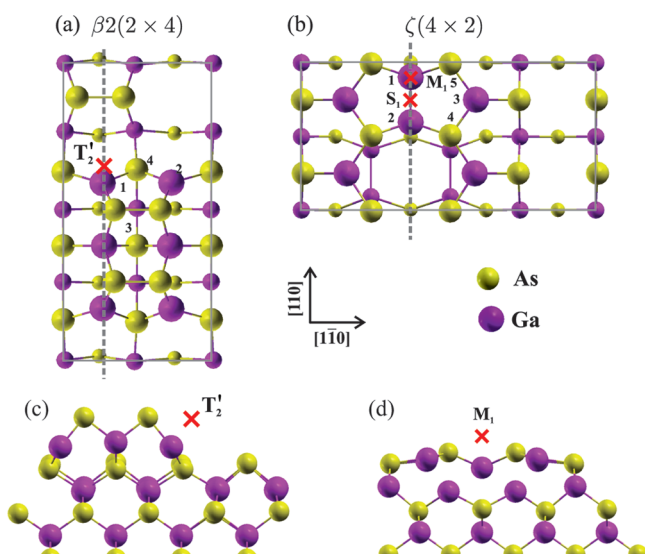 (a) β2(2 × 4)
(b) ζ(4 × 2)
1 M₁ 5
S₁ 3
2 4
T′₂ 4
1 2
3
[110]
[11̄0]
As
Ga
(c) T′₂
(d) M₁